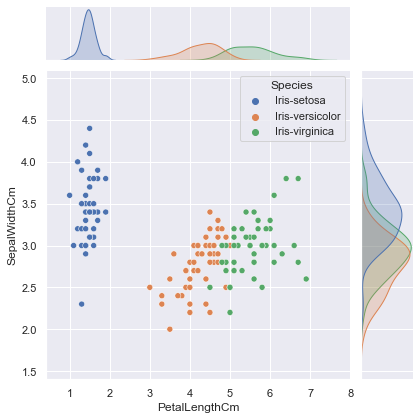 Species
Iris-setosa
Iris-versicolor
Iris-virginica
5.0
4.5
4.0
3.5
3.0
2.5
2.0
1.5
SepalWidthCm
1 2 3 4 5 6 7 8
PetalLengthCm